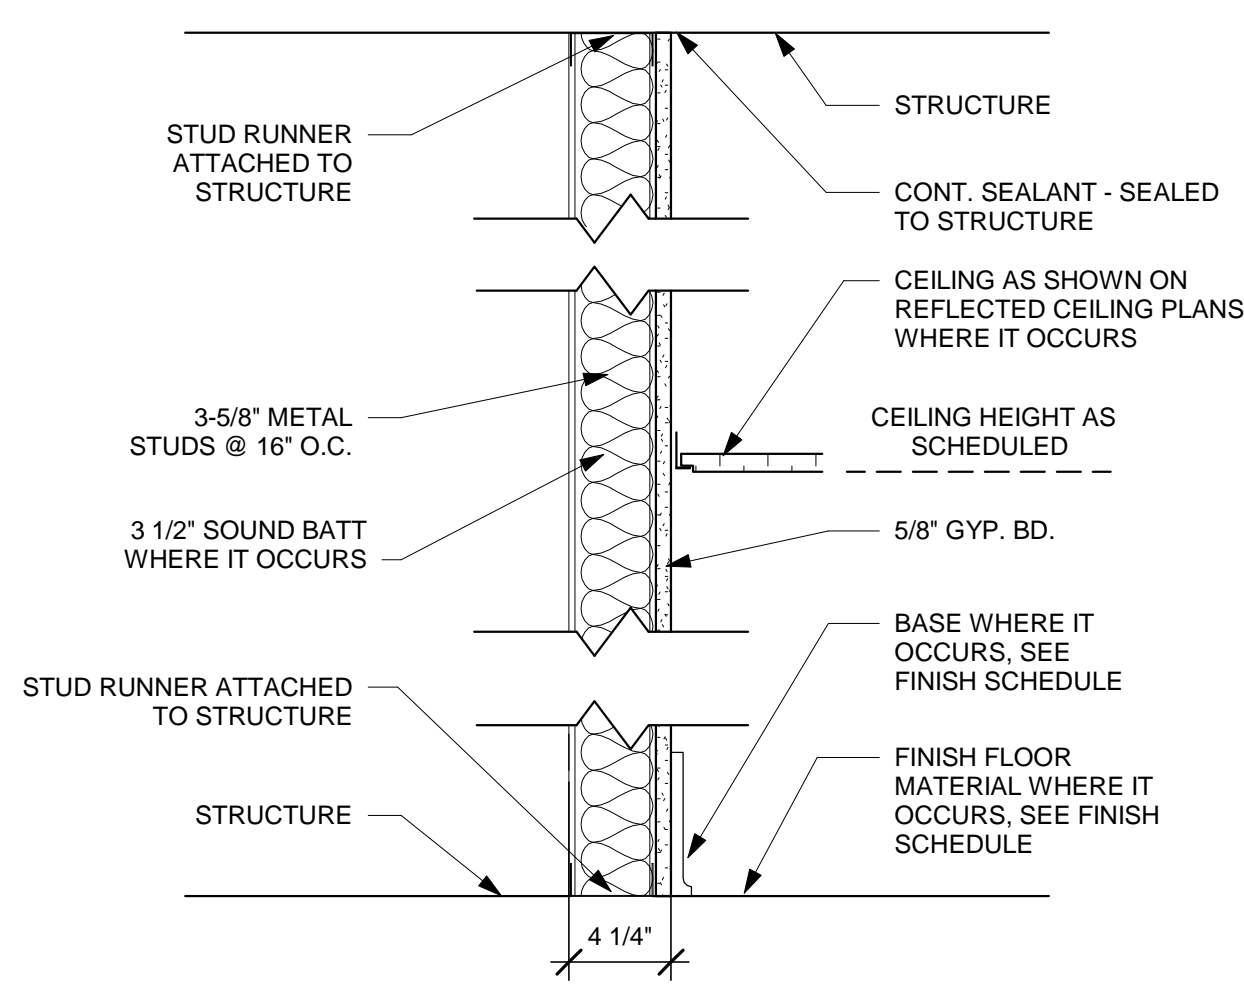 STUD RUNNER
ATTACHED TO
STRUCTURE
STRUCTURE
CONT. SEALANT - SEALED
TO STRUCTURE
CEILING AS SHOWN ON
REFLECTED CEILING PLANS
WHERE IT OCCURS
3-5/8" METAL
STUDS @ 16" O.C.
CEILING HEIGHT AS
SCHEDULED
3 1/2" SOUND BATT
WHERE IT OCCURS
5/8" GYP. BD.
BASE WHERE IT
OCCURS, SEE
FINISH SCHEDULE
STUD RUNNER ATTACHED
TO STRUCTURE
FINISH FLOOR
MATERIAL WHERE IT
OCCURS, SEE FINISH
SCHEDULE
STRUCTURE
4 1/4"